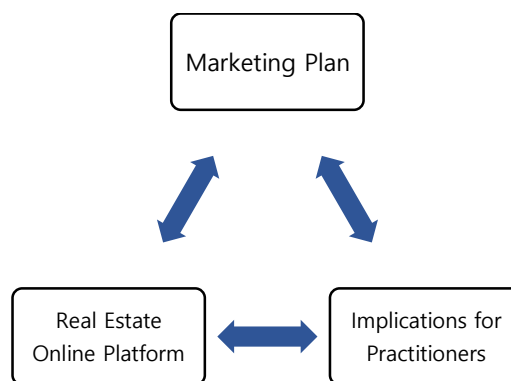 Marketing Plan
Real Estate
Online Platform
Implications for
Practitioners